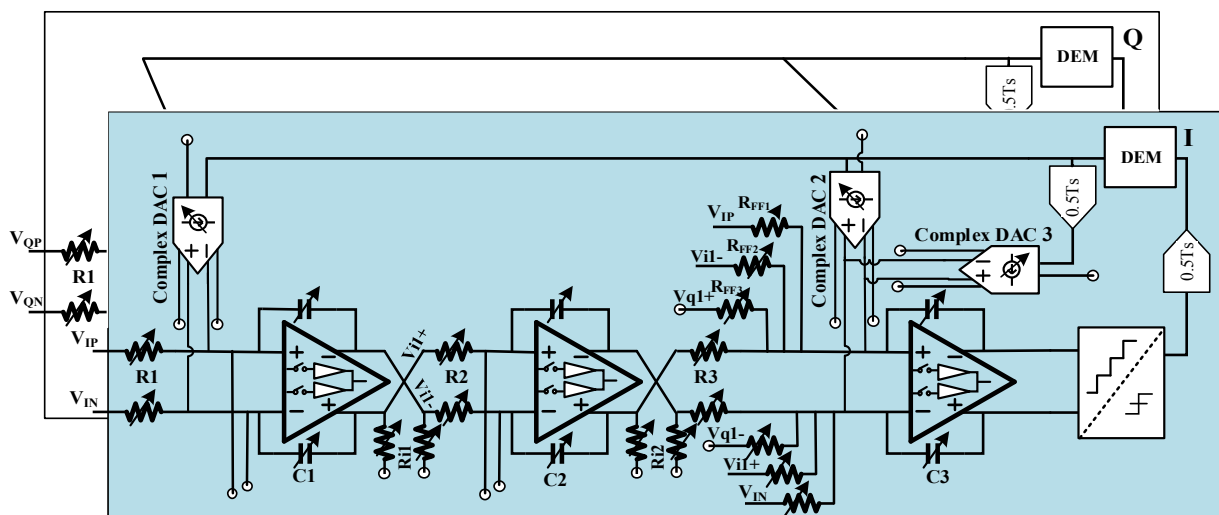 Q
DEM
0.5Ts
I
DEM
Complex DAC 1
Complex DAC 2
0.5Ts
RFF1
VIP
RFF2
Vi1-
Complex DAC 3
0.5Ts
VQP
R1
RFF3
Vq1+
VQN
VIP
R1
Vi1+
R2
R3
VIN
Vi1-
Ri1
Ri2
Vq1-
Vi1+
VIN
C1
C2
C3